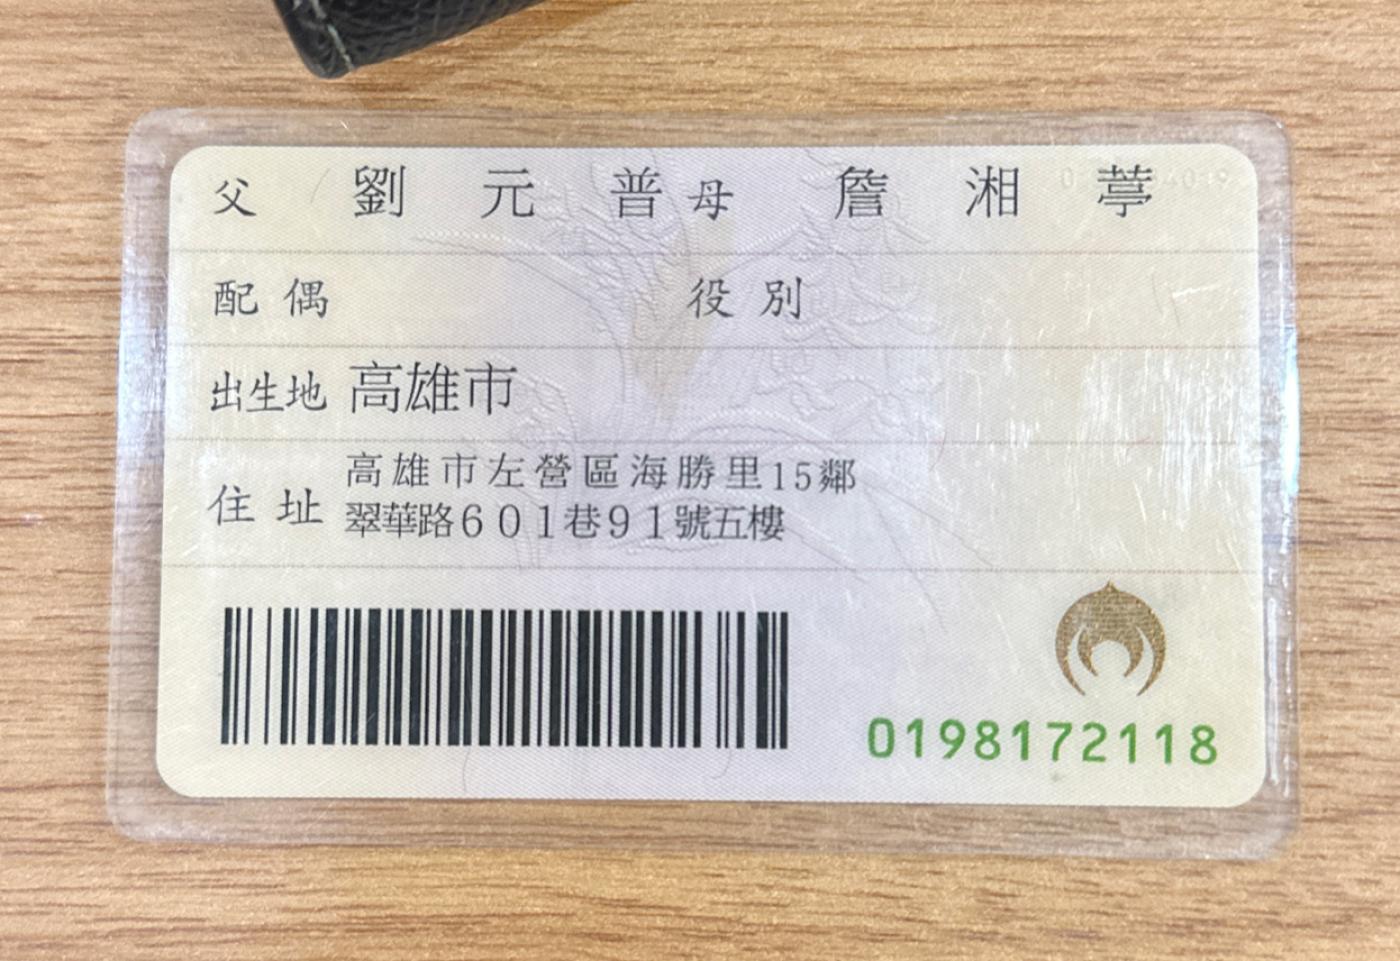 父 劉元普 母 詹湘葶
配偶 役別
出生地 高雄市
住址 高雄市左營區海勝里15鄰
翠華路601巷91號五樓
0198172118